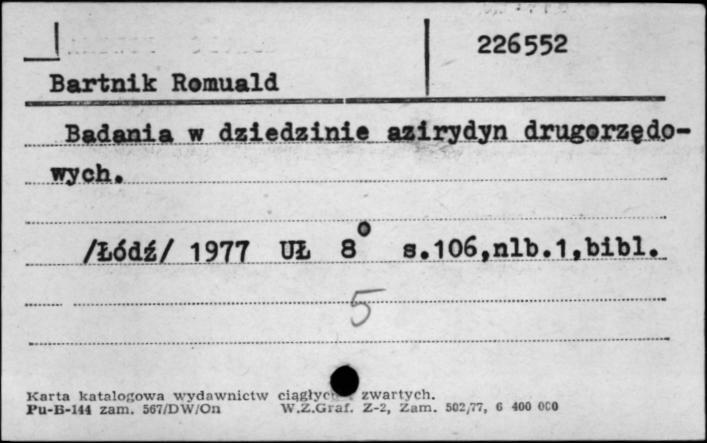 226552
Bartnik Romuald
Badania w dziedzinie azirydyn drugorzędo-
wych.
/Łódź/ 1977 UŁ 8° s.106,nlb.1,bibl.
5
Karta katalogowa wydawnictw ciągłych zwartych.
Pu-B-144 zam. 567/DW/On W.Z.Graf. Z-2, Zam. 502/77, 6 400 000